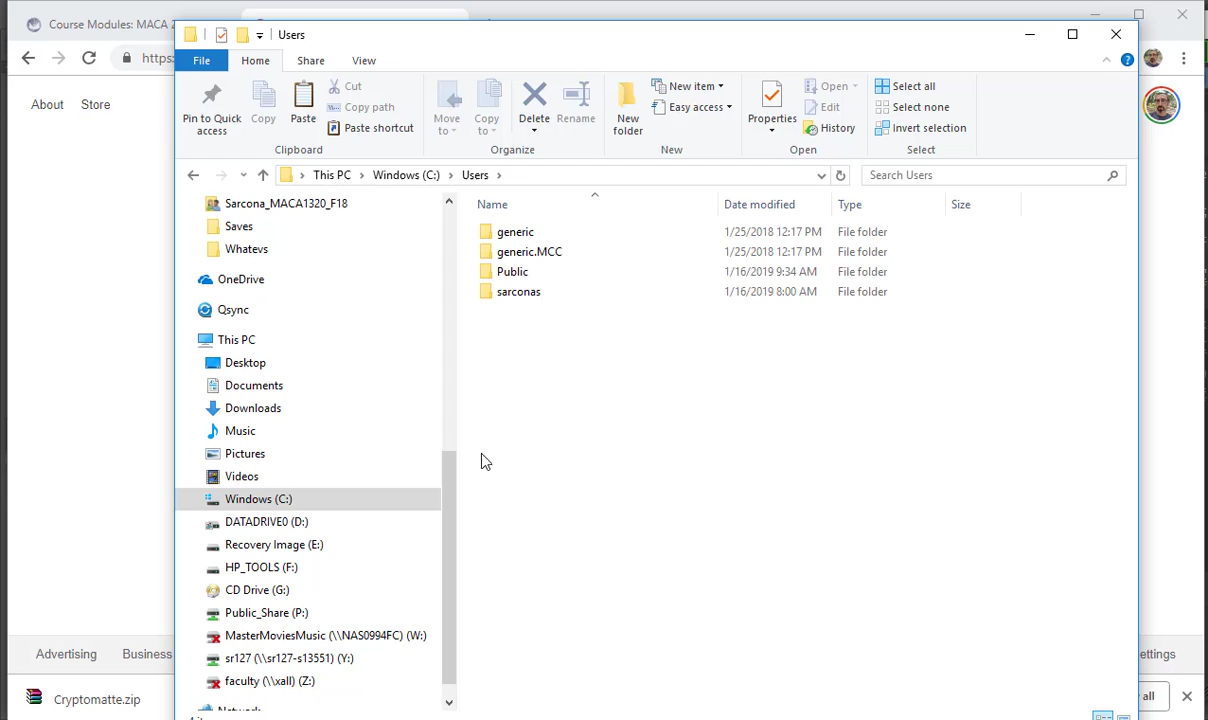 Course Modules: MACA 
Users
File Home Share View
https:
About Store
Pin to Quick access
Copy
Paste
Cut
Copy path
Paste shortcut
Clipboard
Move to
Copy to
Delete
Rename
Organize
New folder
New item
Easy access
New
Properties
Open
Edit
History
Open
Select all
Select none
Invert selection
Select
This PC > Windows (C:) > Users >
Search Users
Name Date modified Type Size
generic 1/25/2018 12:17 PM File folder
generic.MCC 1/25/2018 12:17 PM File folder
Public 1/16/2019 9:34 AM File folder
sarconas 1/16/2019 8:00 AM File folder
Sarcona_MACA1320_F18
Saves
Whatevs
OneDrive
Qsync
This PC
Desktop
Documents
Downloads
Music
Pictures
Videos
Windows (C:)
DATADRIVE0 (D:)
Recovery Image (E:)
HP_TOOLS (F:)
CD Drive (G:)
Public_Share (P:)
MasterMoviesMusic (\\NAS0994FC) (W:)
sr127 (\\sr127-s13551) (Y:)
faculty (\\xall) (Z:)
Network
Advertising Business
ettings
Cryptomatte.zip
all